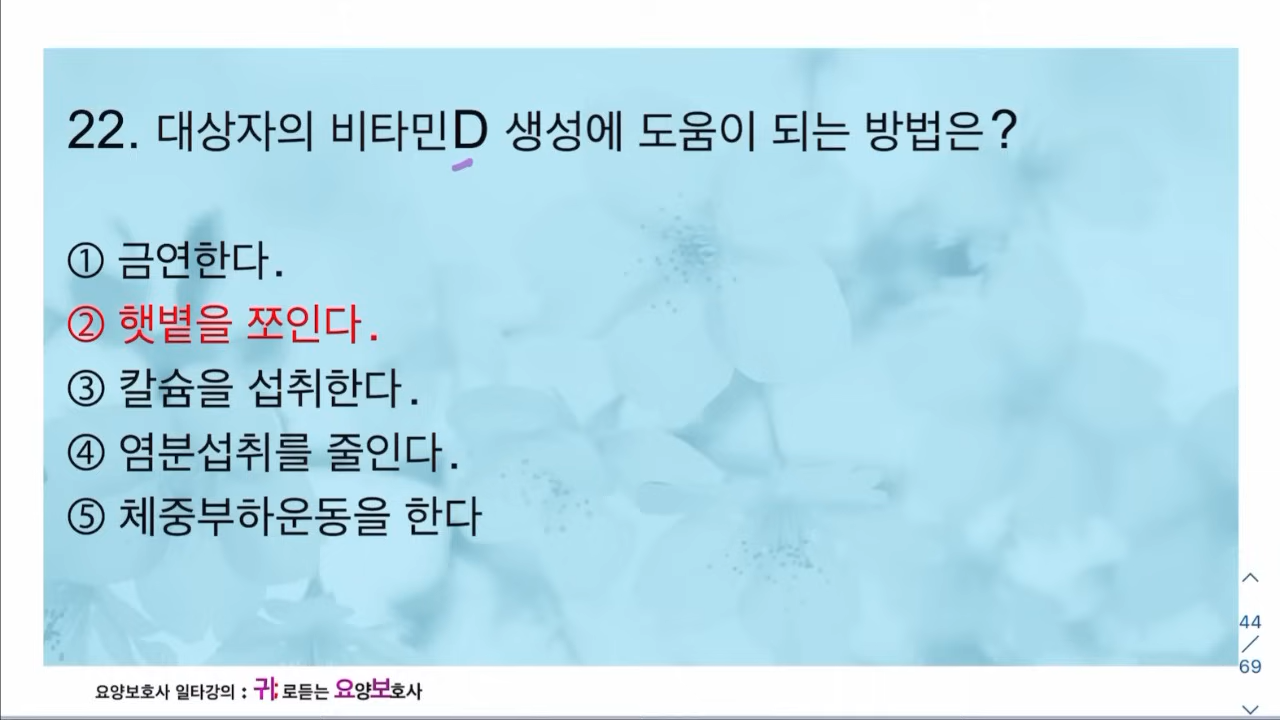 22. 대상자의 비타민D 생성에 도움이 되는 방법은?
① 금연한다.
② 햇볕을 쪼인다.
③ 칼슘을 섭취한다.
④ 염분섭취를 줄인다.
⑤ 체중부하운동을 한다
44
/
69
요양보호사 일타강의 : 귀; 로듣는 요양보호사